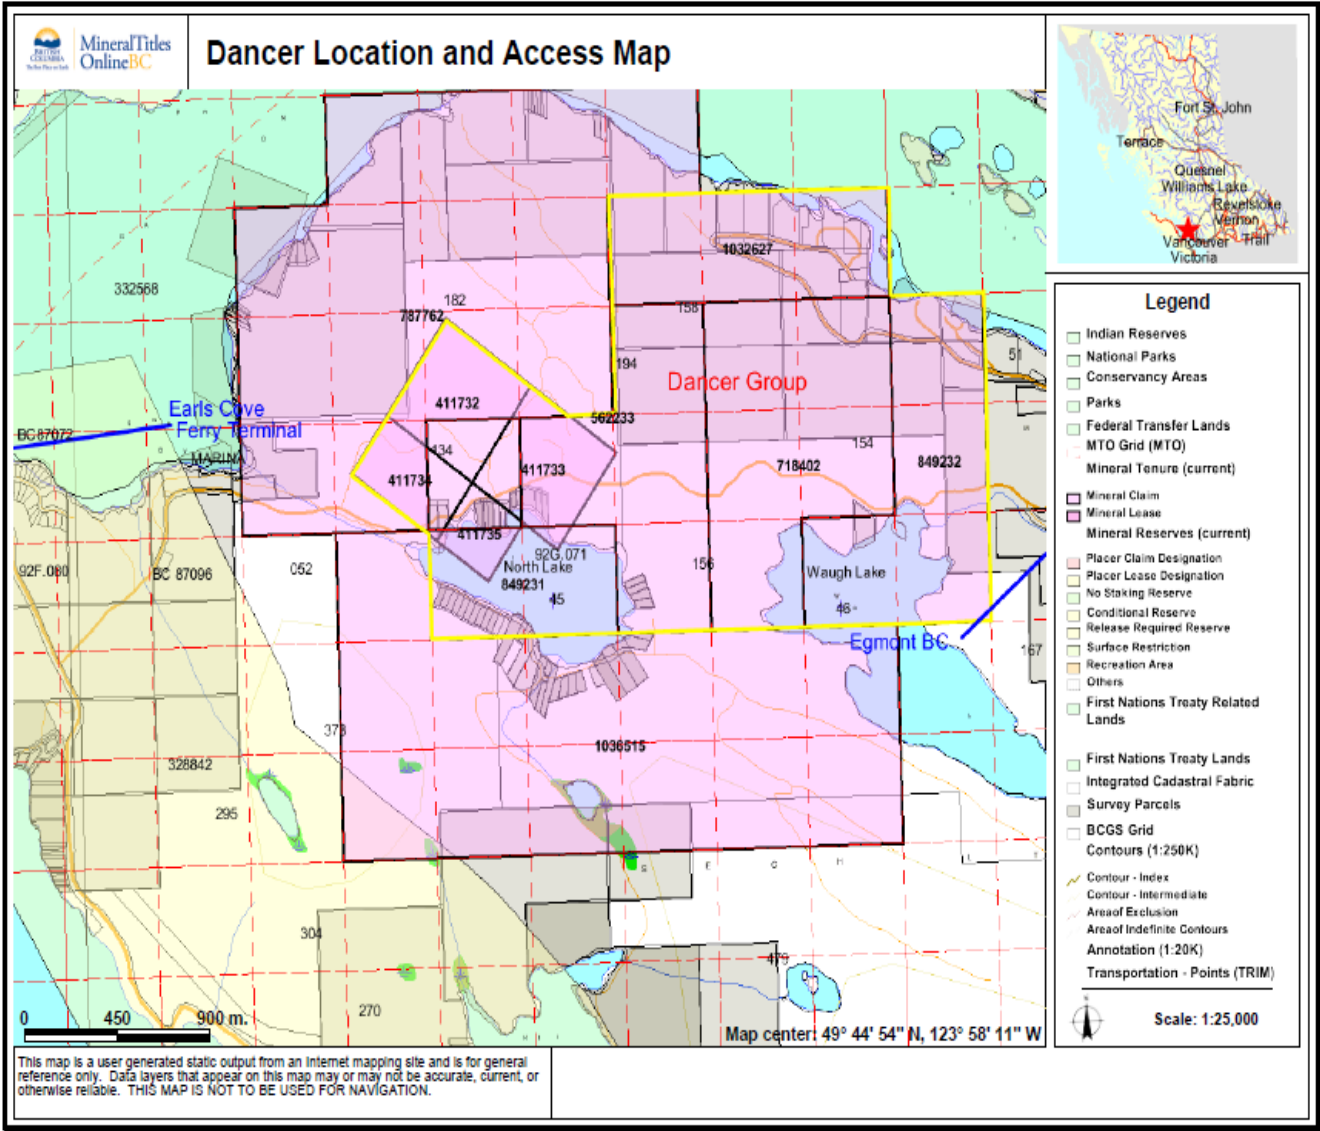 BRITISH
COLUMBIA
The Best Place on Earth
MineralTitles
OnlineBC
Dancer Location and Access Map
Fort St. John
Terrace
Quesnel
Williams Lake
Revelstoke
Vernon
Vancouver
Trail
Victoria
332568
182
787762
1032627
158
51
194
Dancer Group
411732
562233
Earls Cove
Ferry Terminal
BC87072
MARINA
134
411734
411733
718402
154
849232
411735
92G.071
North Lake
849231
45
156
Waugh Lake
46
92F.080
BC 87096
052
Egmont BC
167
373
1036515
328842
295
S E C H E L T
304
270
479
0 450 900 m.
Map center: 49° 44' 54" N, 123° 58' 11" W
Legend
Indian Reserves
National Parks
Conservancy Areas
Parks
Federal Transfer Lands
MTO Grid (MTO)
Mineral Tenure (current)
Mineral Claim
Mineral Lease
Mineral Reserves (current)
Placer Claim Designation
Placer Lease Designation
No Staking Reserve
Conditional Reserve
Release Required Reserve
Surface Restriction
Recreation Area
Others
First Nations Treaty Related
Lands
First Nations Treaty Lands
Integrated Cadastral Fabric
Survey Parcels
BCGS Grid
Contours (1:250K)
Contour - Index
Contour - Intermediate
Areaof Exclusion
Areaof Indefinite Contours
Annotation (1:20K)
Transportation - Points (TRIM)
N
Scale: 1:25,000
This map is a user generated static output from an Internet mapping site and is for general
reference only. Data layers that appear on this map may or may not be accurate, current, or
otherwise reliable. THIS MAP IS NOT TO BE USED FOR NAVIGATION.